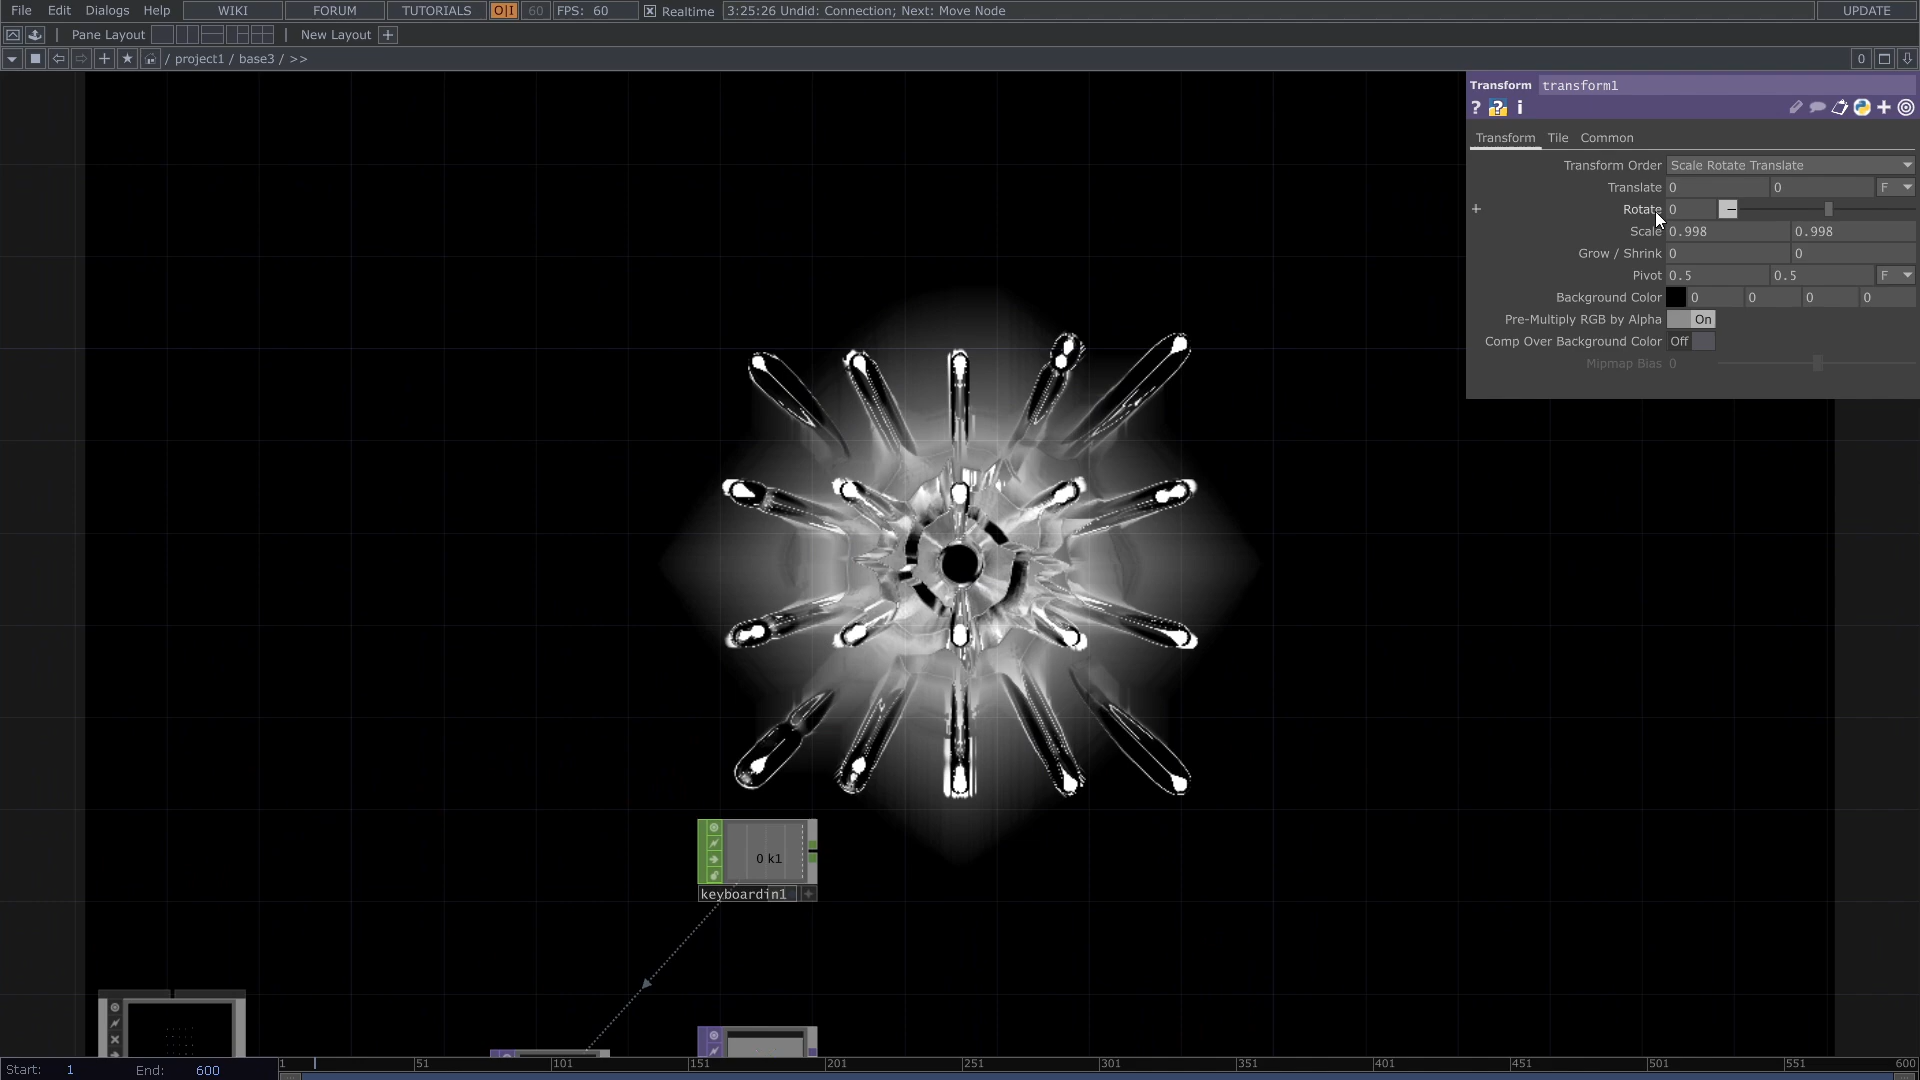 File Edit Dialogs Help WIKI FORUM TUTORIALS O|I 60 FPS: 60 Realtime 3:25:26 Undid: Connection; Next: Move Node UPDATE
Pane Layout New Layout +
/ project1 / base3 / >> 0
Transform transform1
? ? i
Transform Tile Common
Transform Order Scale Rotate Translate
Translate 0 0 F
+ Rotate 0
Scale 0.998 0.998
Grow / Shrink 0 0
Pivot 0.5 0.5 F
Background Color 0 0 0 0
Pre-Multiply RGB by Alpha On
Comp Over Background Color Off
Mipmap Bias 0
0 k1
keyboardin1 +
Start: 1 End: 600 1 51 101 151 201 251 301 351 401 451 501 551 600